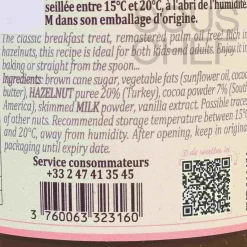 seillée entre 15°C et 20°C, à l'abri de l'humidité
M dans son emballage d'origine.
The classic breakfast treat, remastered palm oil free! Rich in
hazelnuts, this recipe is ideal for both kids and adults. Enjoy it in
baking or straight from the spoon...
Ingredients: brown cane sugar, vegetable fats (sunflower oil, cocoa
butter), HAZELNUT puree 20% (Turkey), cocoa powder 7% (South
America), skimmed MILK powder, vanilla extract. Possible traces
of other nuts. Recommended storage temperature between 15°C
and 20°C, away from humidity. After opening, keep in original
packaging until expiry date.
Service consommateurs
+33 2 47 41 35 45
3 760063 323160